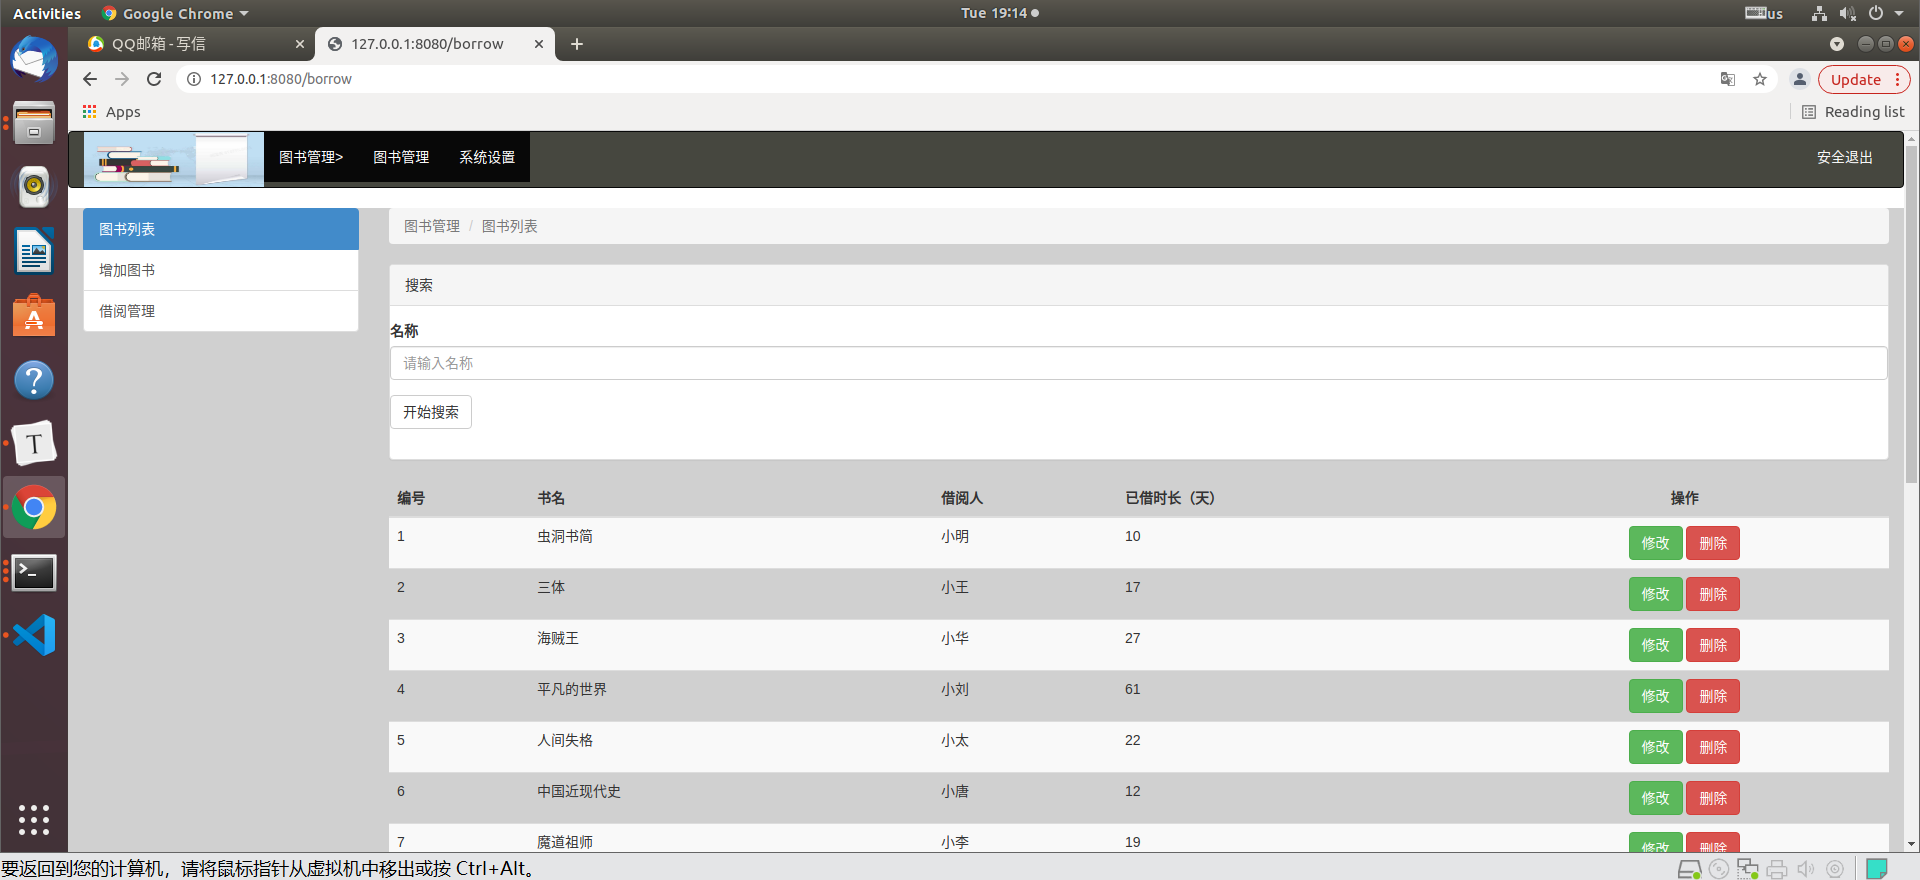 Activities Google Chrome Tue 19:14 us
QQ邮箱 - 写信 127.0.0.1:8080/borrow
127.0.0.1:8080/borrow Update
Apps Reading list
图书管理> 图书管理 系统设置 安全退出
图书列表
增加图书
借阅管理
图书管理 / 图书列表
搜索
名称
请输入名称
开始搜索
编号 书名 借阅人 已借时长（天） 操作
1 虫洞书简 小明 10 修改 删除
2 三体 小王 17 修改 删除
3 海贼王 小华 27 修改 删除
4 平凡的世界 小刘 61 修改 删除
5 人间失格 小太 22 修改 删除
6 中国近现代史 小唐 12 修改 删除
7 魔道祖师 小李 19 修改 删除
要返回到您的计算机，请将鼠标指针从虚拟机中移出或按 Ctrl+Alt。